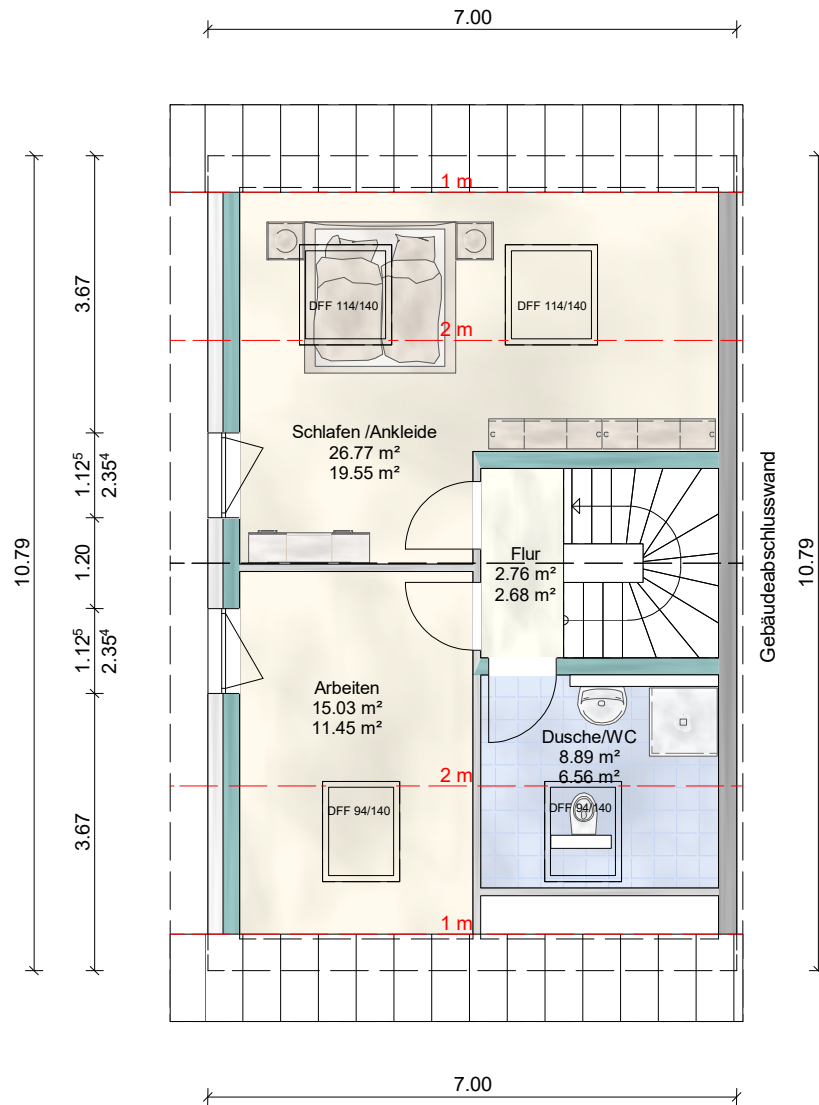 7.00
1 m
3.67
DFF 114/140
DFF 114/140
2 m
Schlafen /Ankleide
26.77 m²
19.55 m²
1.12⁵
2.35⁴
10.79
10.79
1.20
Flur
2.76 m²
2.68 m²
Gebäudeabschlusswand
1.12⁵
2.35⁴
Arbeiten
15.03 m²
11.45 m²
Dusche/WC
8.89 m²
6.56 m²
2 m
DFF 94/140
DFF 94/140
3.67
1 m
7.00